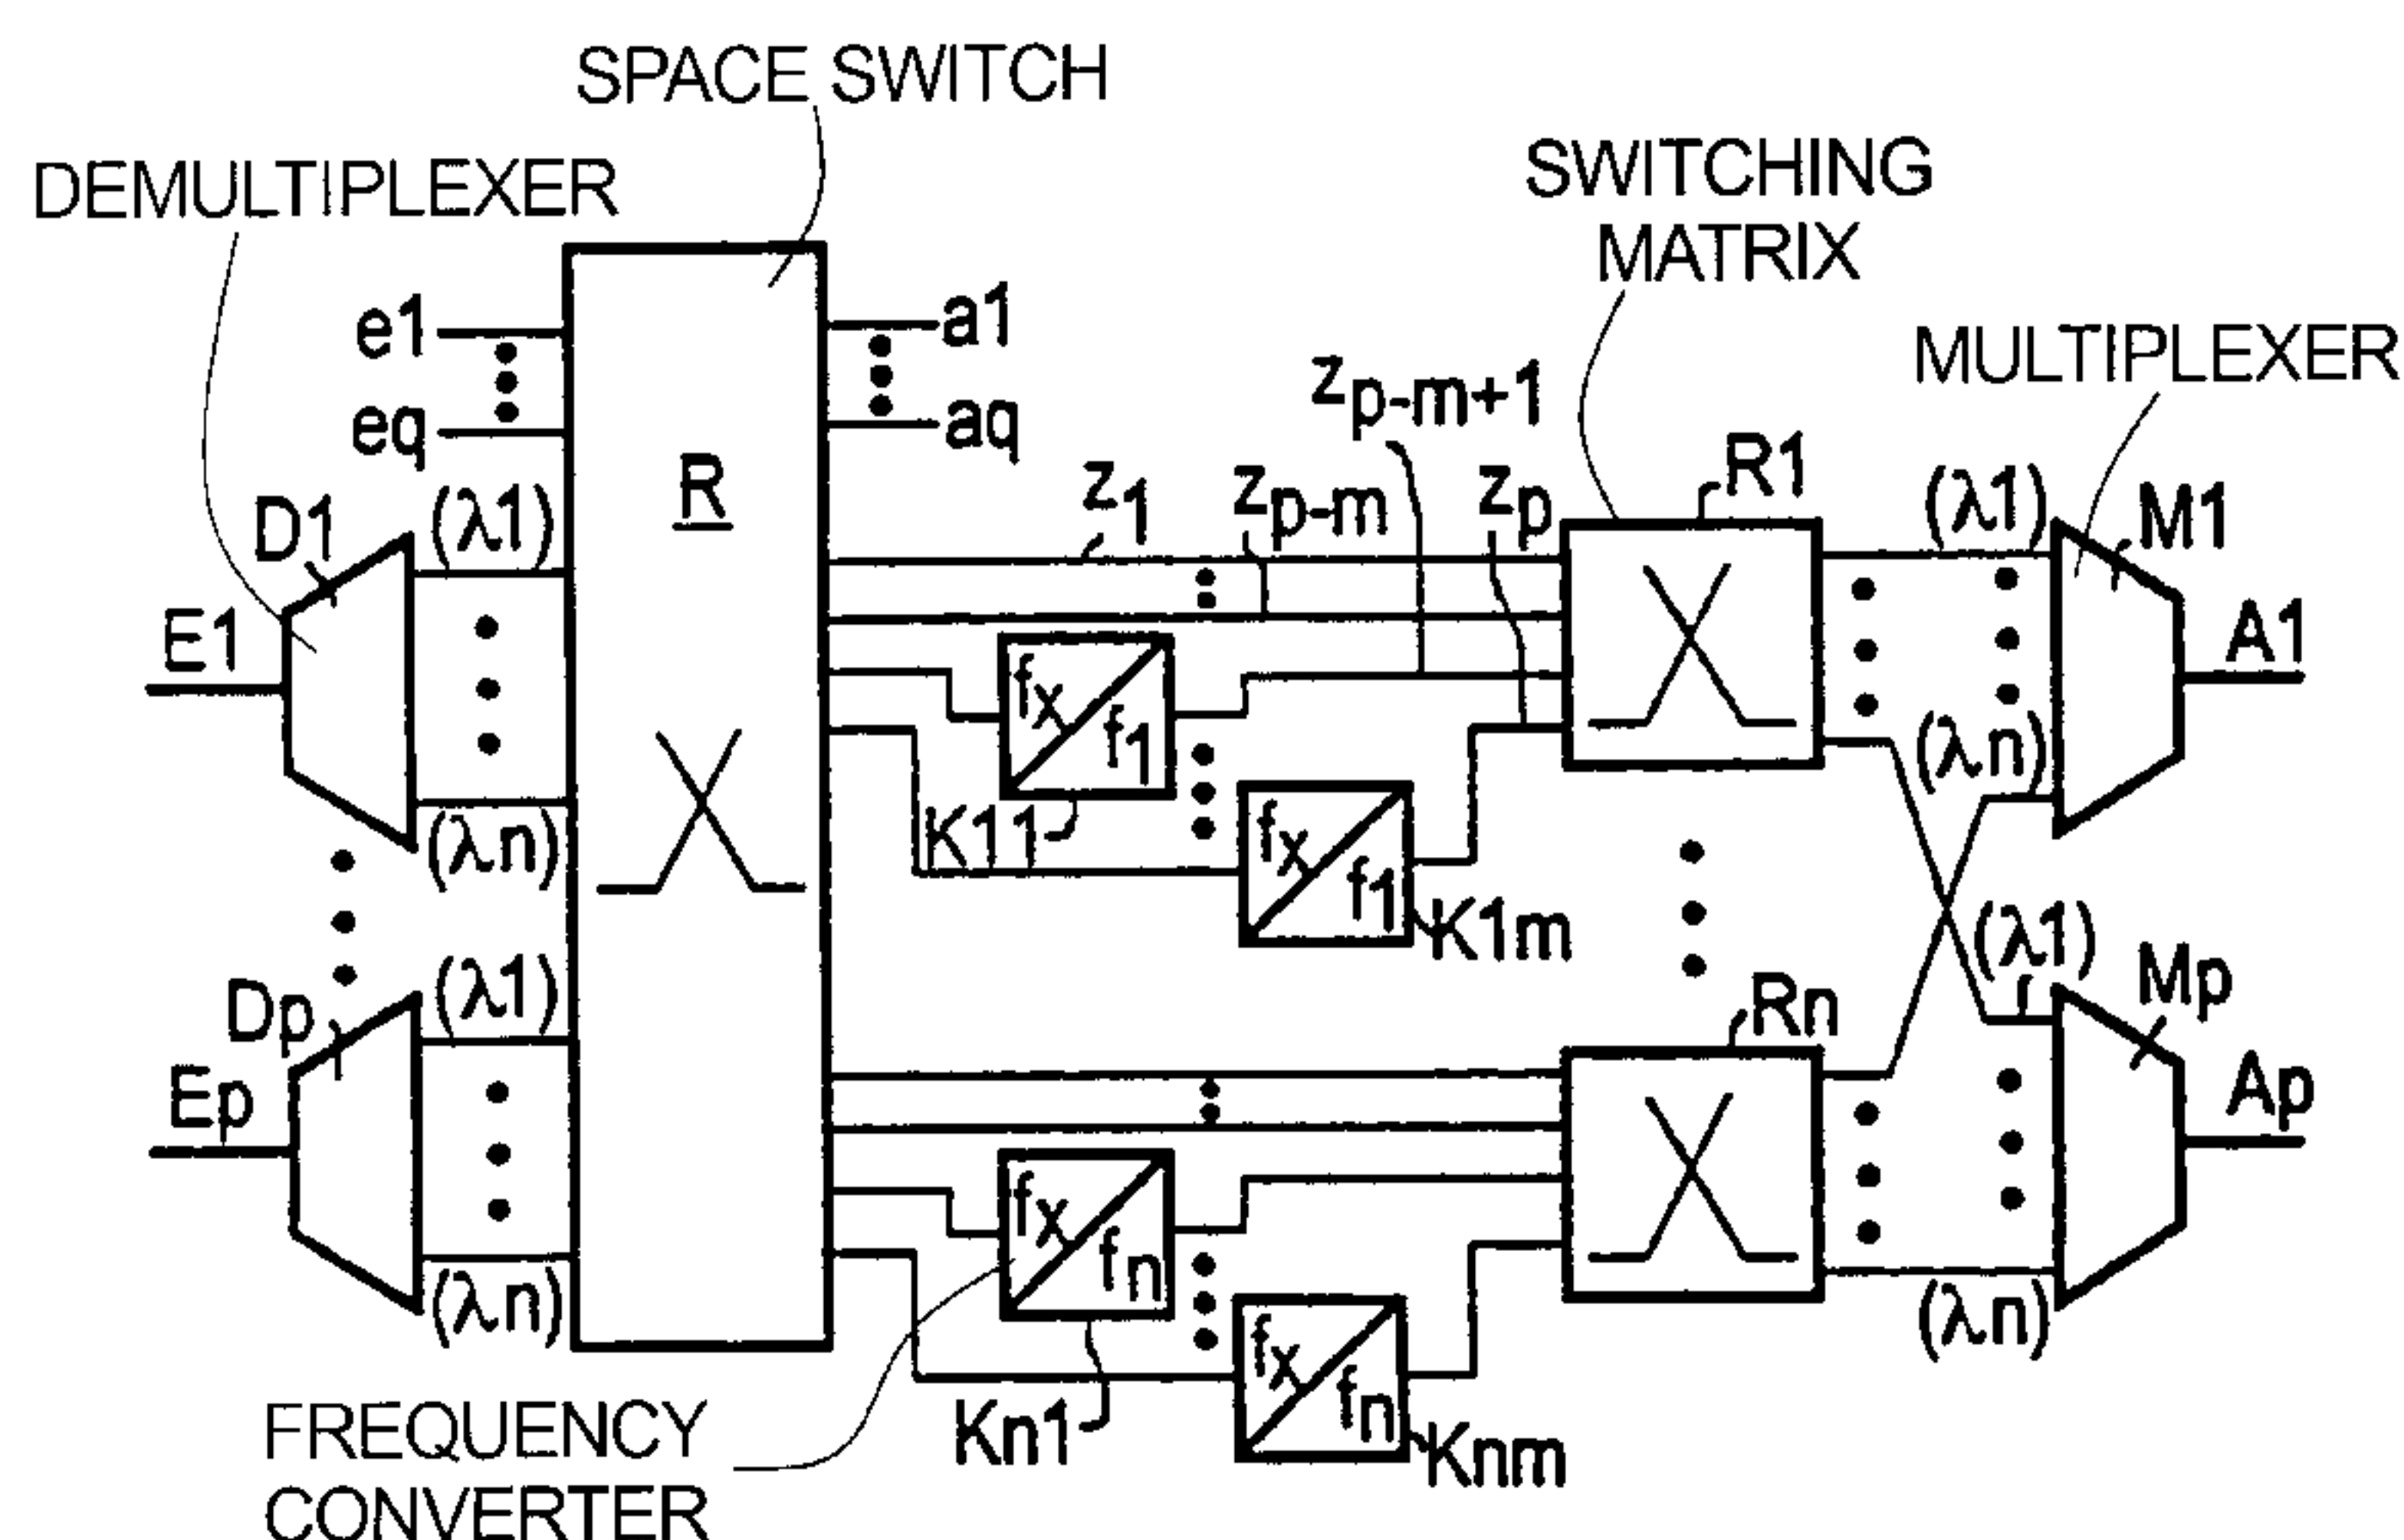 SPACE SWITCH
DEMULTIPLEXER
SWITCHING
MATRIX
MULTIPLEXER
e1
eq
a1
aq
R
z1
zp-m
zp-m+1
zp
R1
(λ1)
M1
D1
(λ1)
E1
A1
fx
f1
K11
(λn)
(λn)
fx
f1
K1m
(λ1)
Mp
Dp
(λ1)
Rn
Ep
Ap
fx
fn
Kn1
(λn)
(λn)
fx
fn
Knm
FREQUENCY
CONVERTER